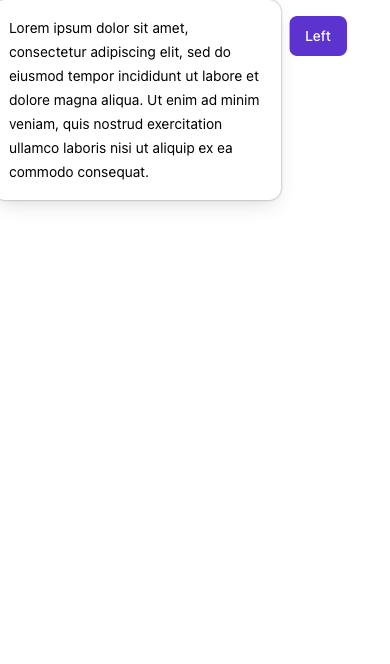 Lorem ipsum dolor sit amet,
consectetur adipiscing elit, sed do
eiusmod tempor incididunt ut labore et
dolore magna aliqua. Ut enim ad minim
veniam, quis nostrud exercitation
ullamco laboris nisi ut aliquip ex ea
commodo consequat.
Left